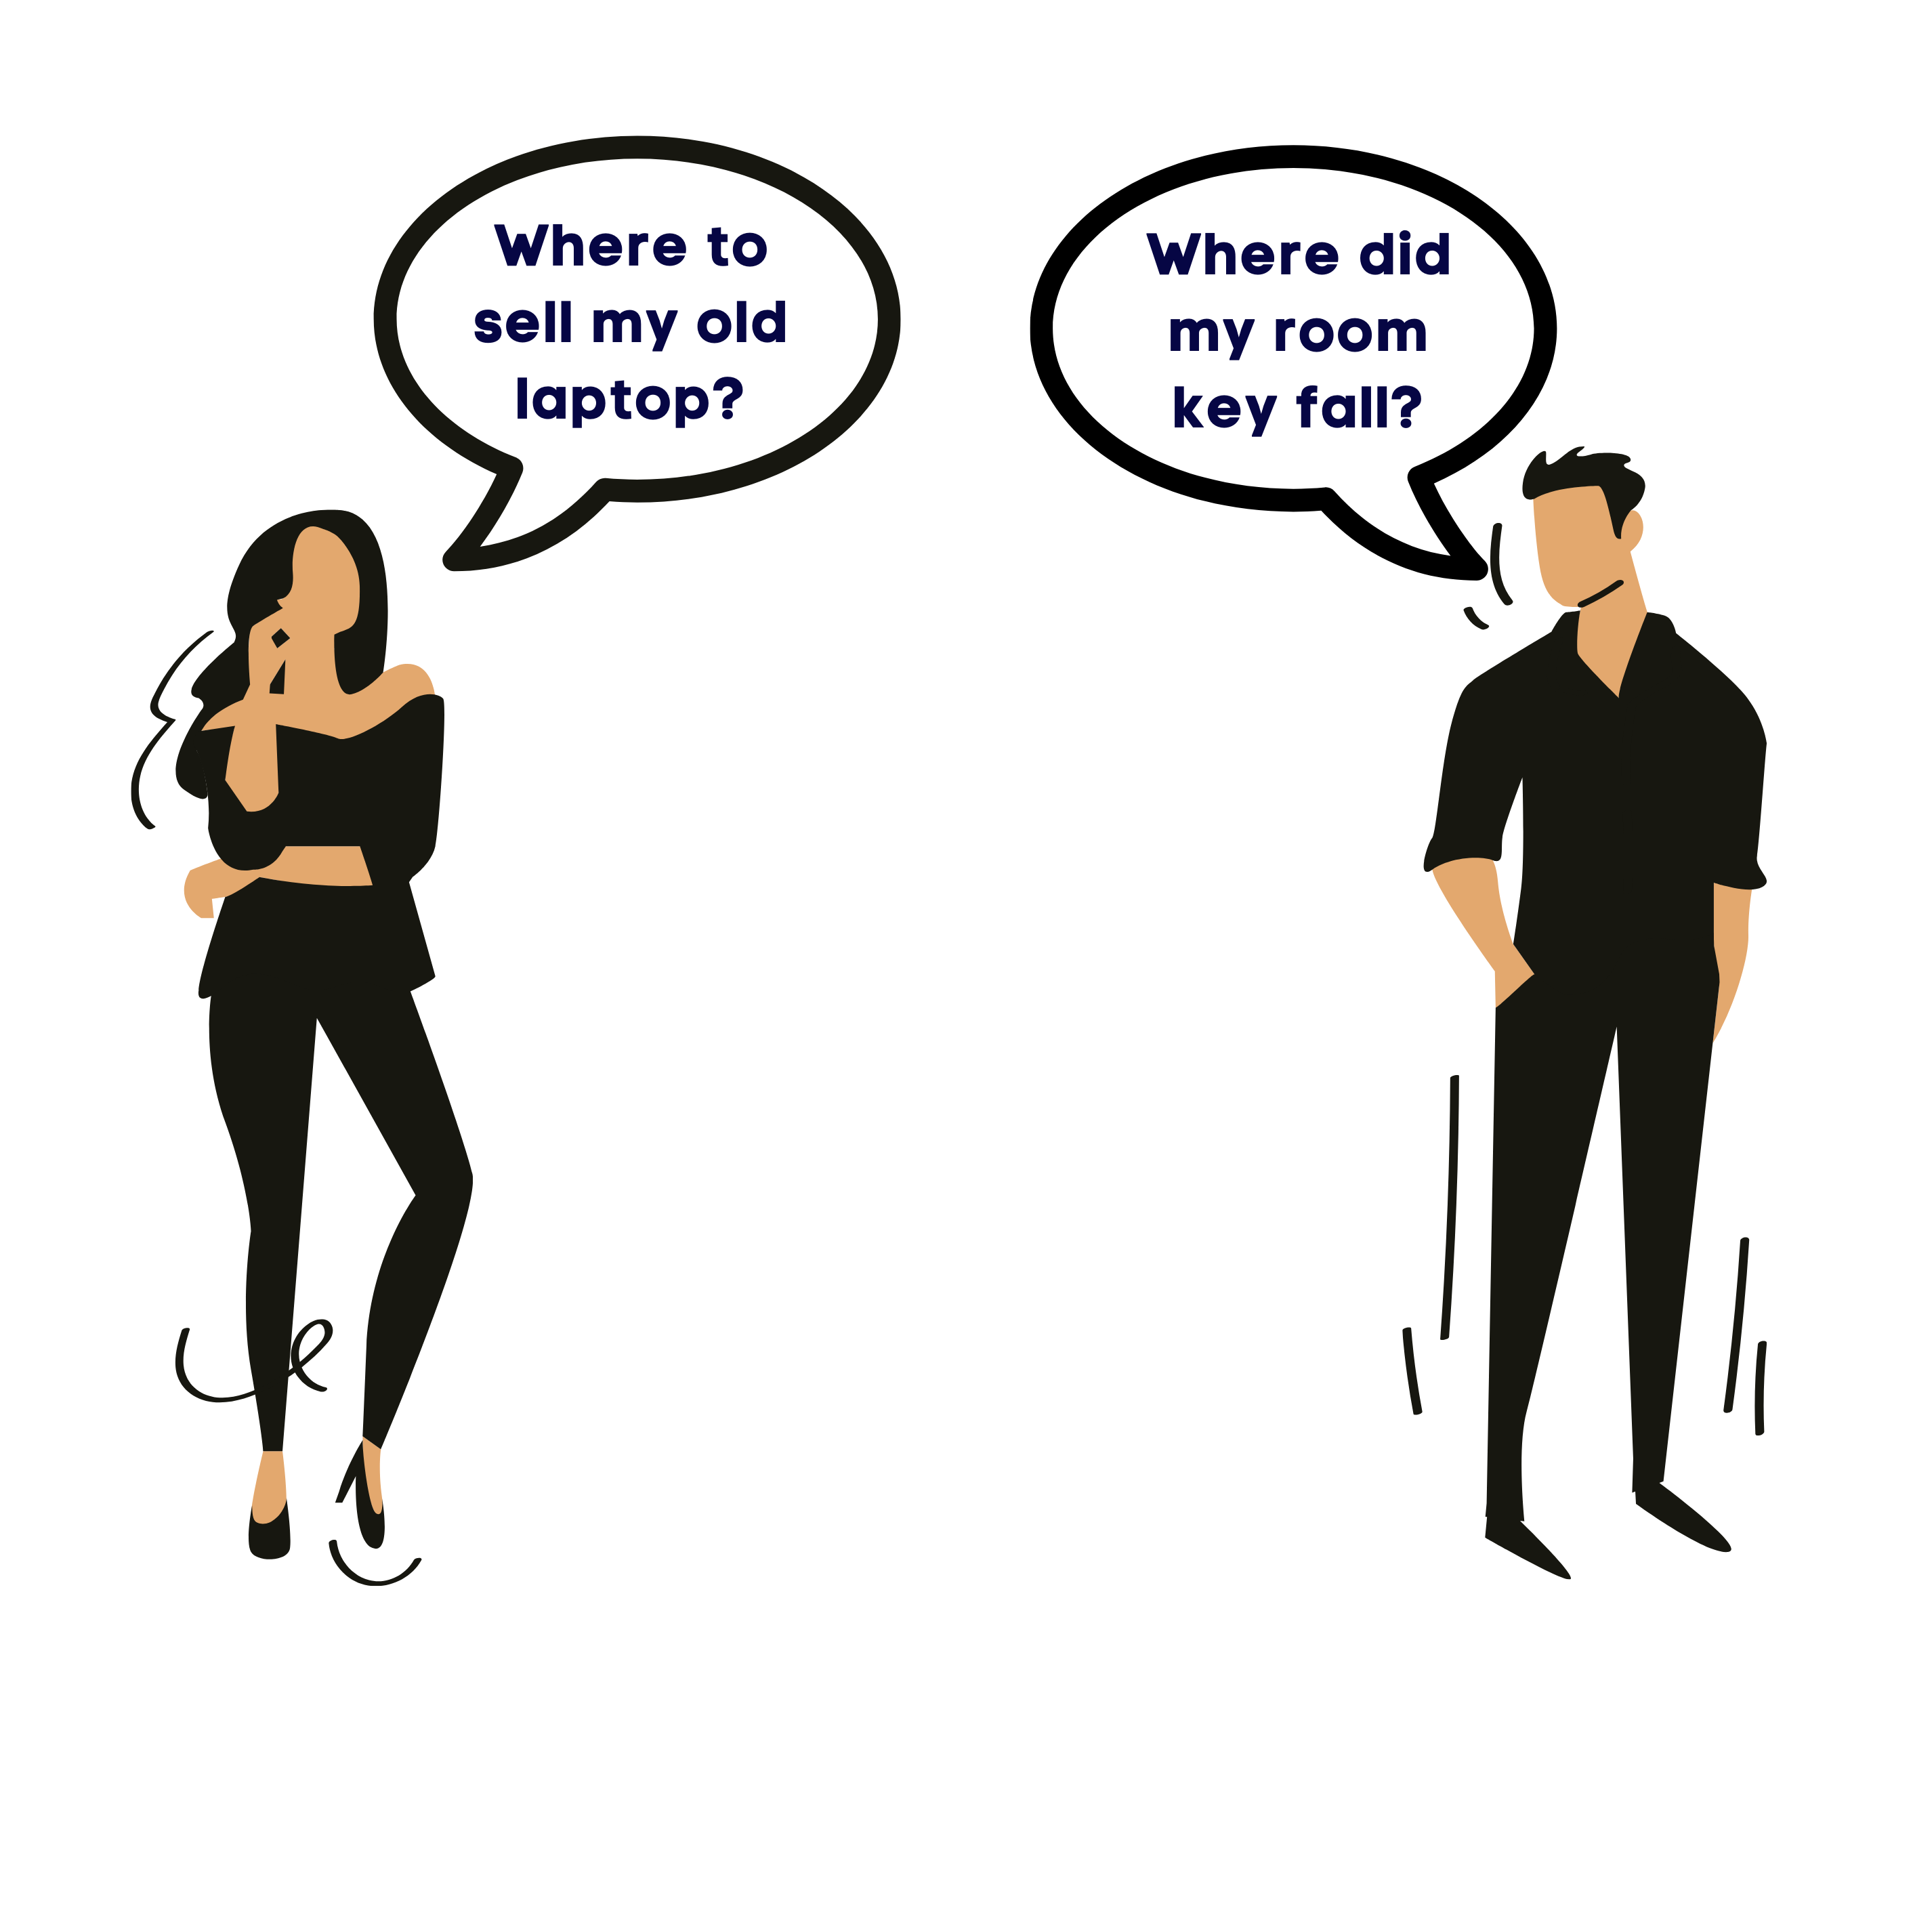 Where to
sell my old
laptop?
Where did
my room
key fall?